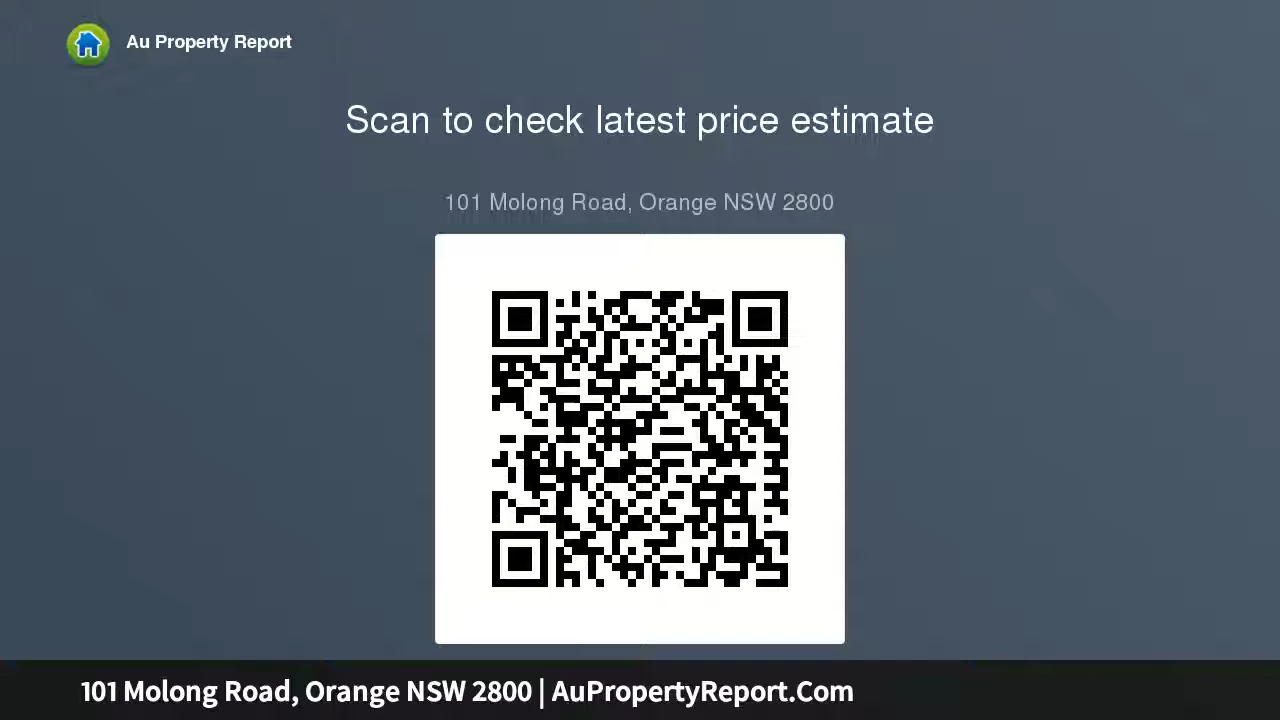 Au Property Report
Scan to check latest price estimate
101 Molong Road, Orange NSW 2800
101 Molong Road, Orange NSW 2800 | AuPropertyReport.Com